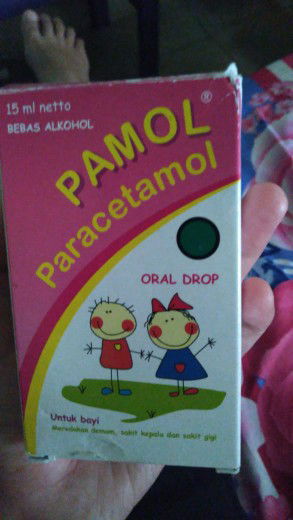 15 ml netto
BEBAS ALKOHOL
PAMOL®
Paracetamol
ORAL DROP
Untuk bayi
Meredakan demam, sakit kepala dan sakit gigi